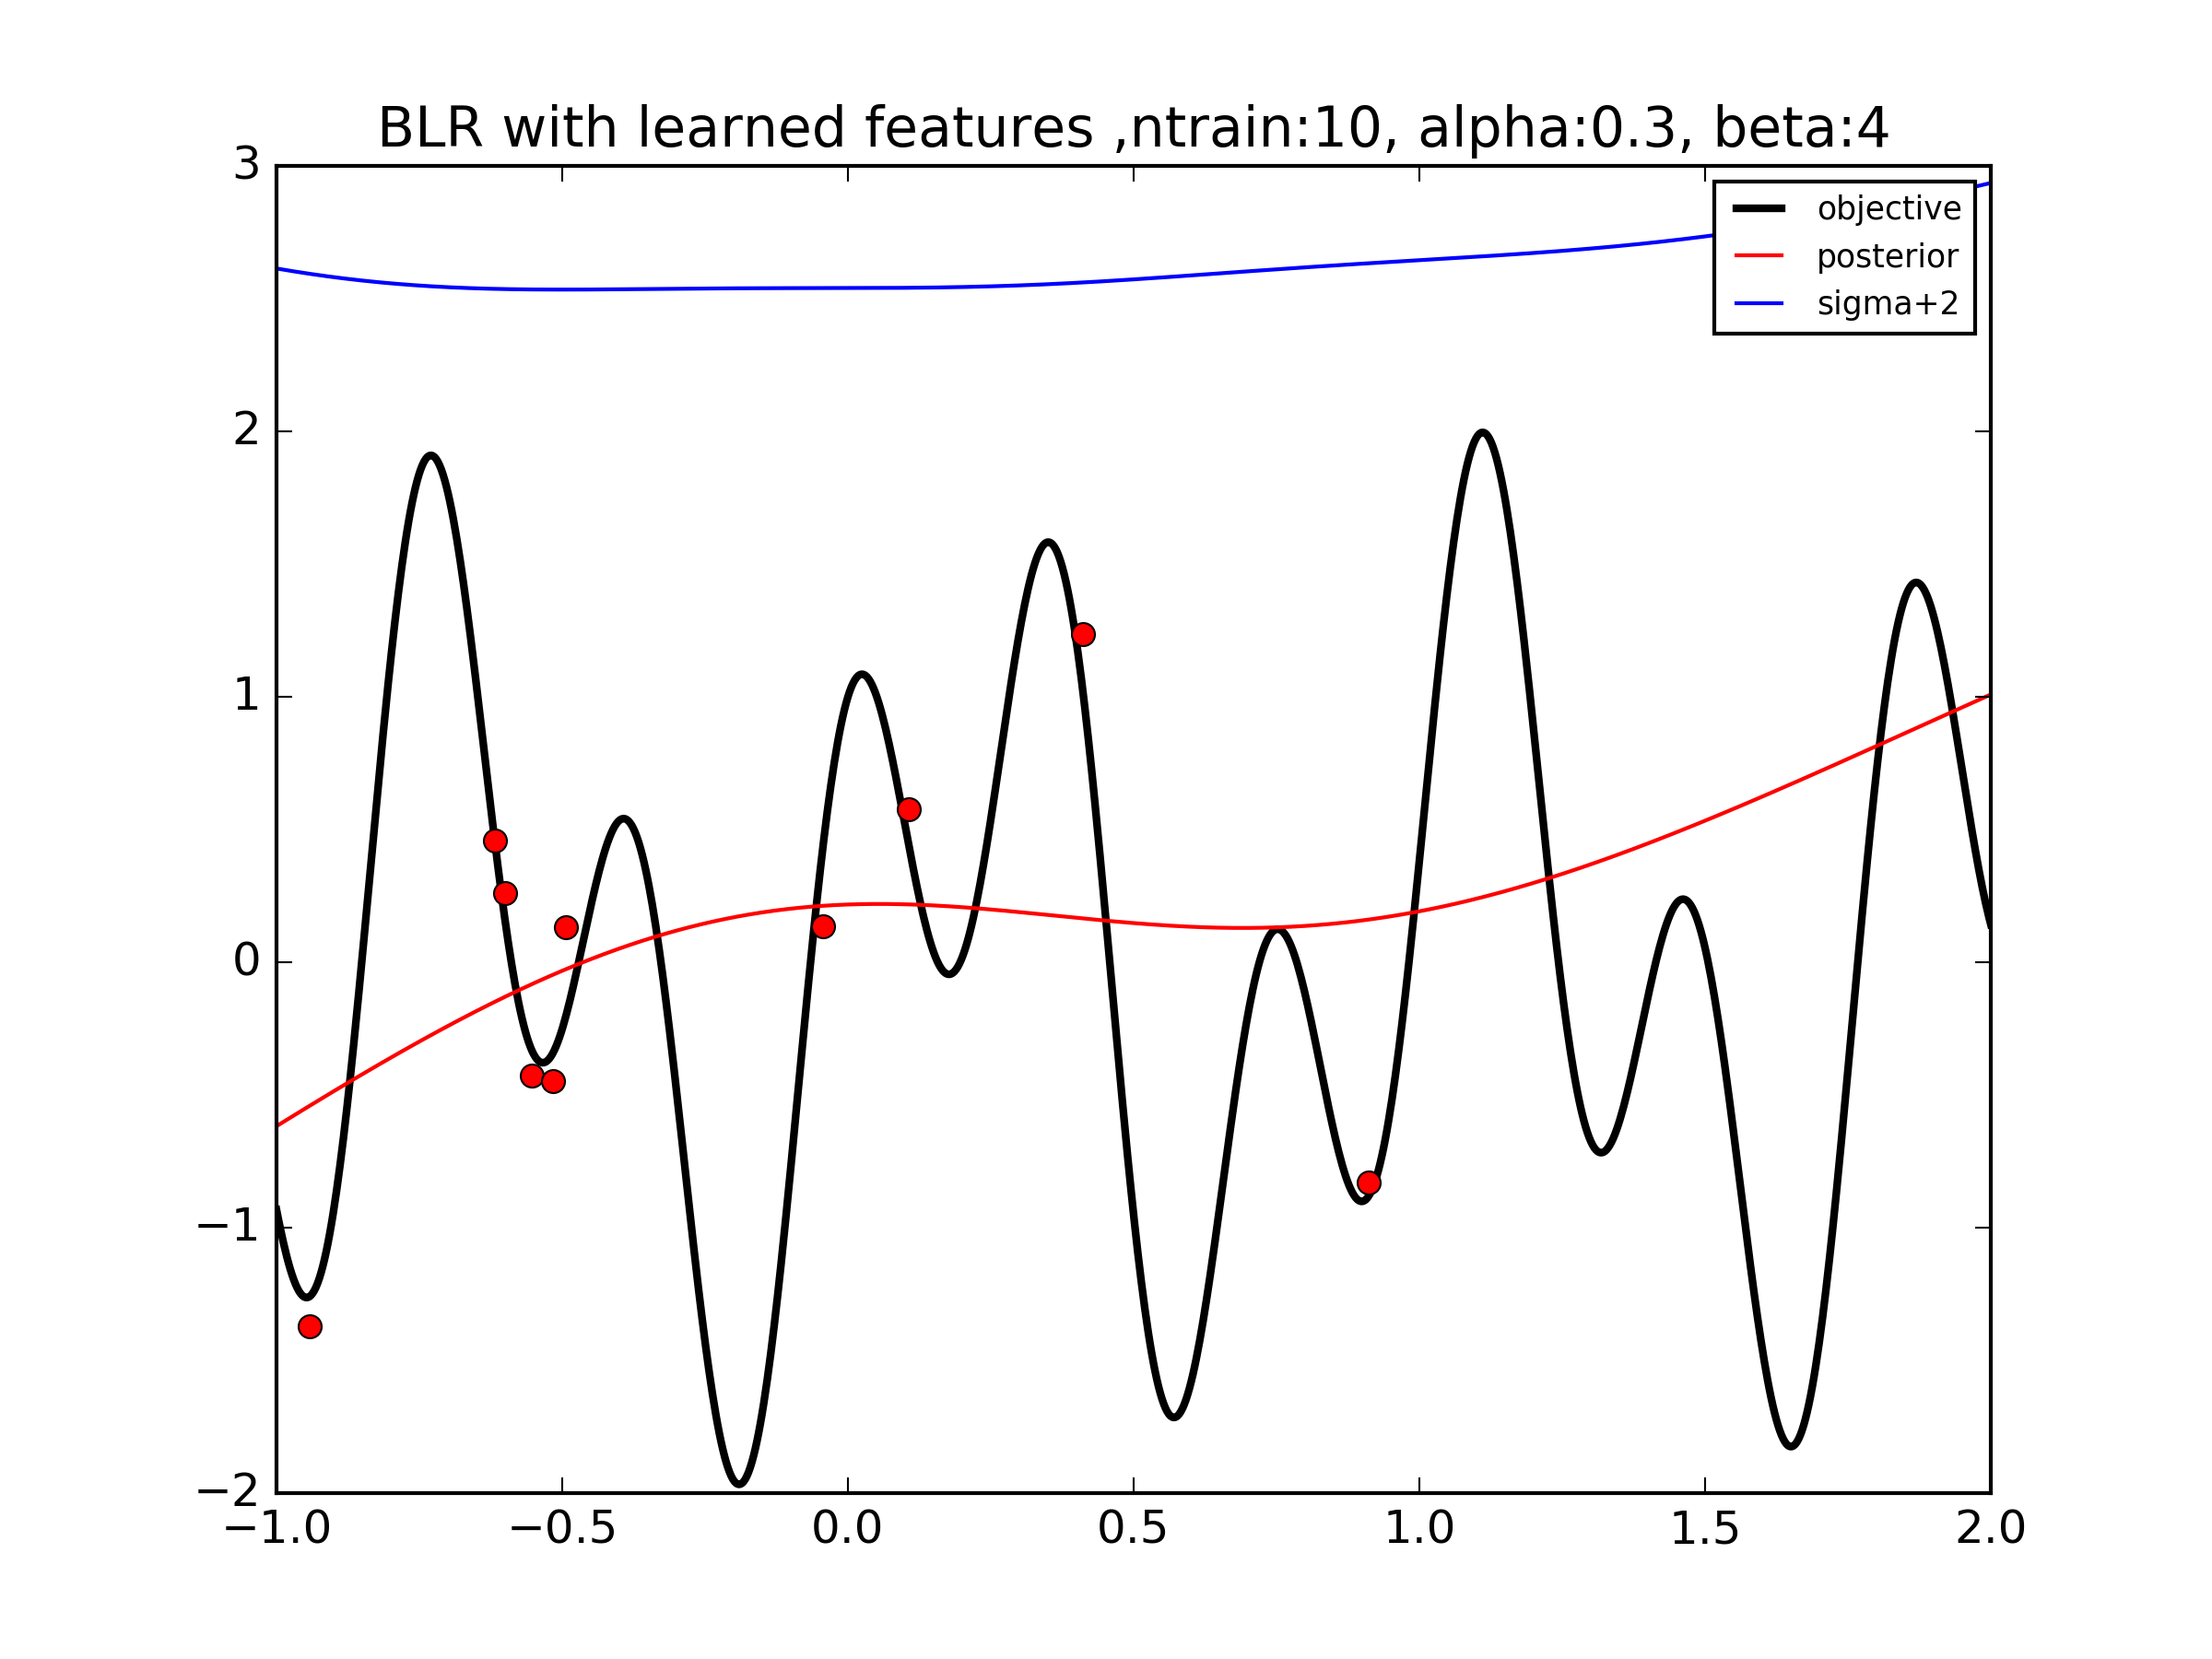 BLR with learned features ,ntrain:10, alpha:0.3, beta:4
3
2
1
0
−1
−2
objective
posterior
sigma+2
−1.0 −0.5 0.0 0.5 1.0 1.5 2.0